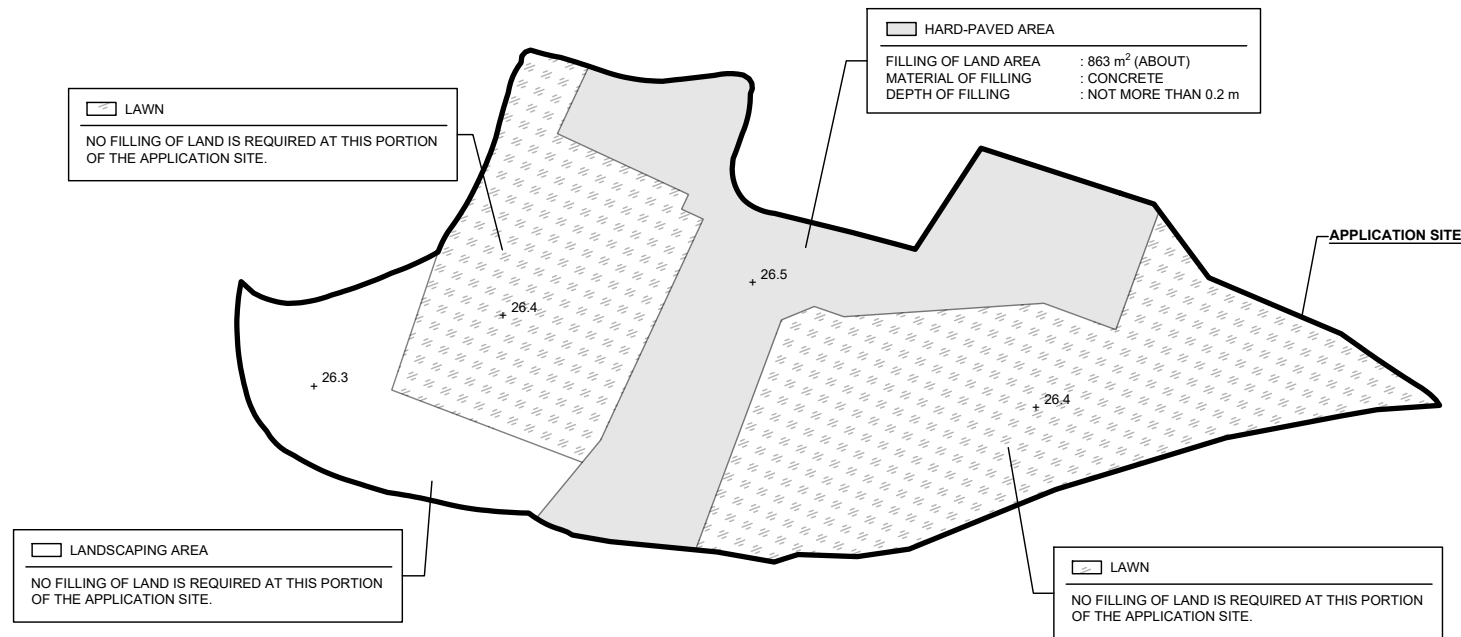 HARD-PAVED AREA
FILLING OF LAND AREA : 863 m² (ABOUT)
MATERIAL OF FILLING : CONCRETE
DEPTH OF FILLING : NOT MORE THAN 0.2 m
LAWN
NO FILLING OF LAND IS REQUIRED AT THIS PORTION
OF THE APPLICATION SITE.
APPLICATION SITE
26.5
26.4
26.3
26.4
LANDSCAPING AREA
NO FILLING OF LAND IS REQUIRED AT THIS PORTION
OF THE APPLICATION SITE.
LAWN
NO FILLING OF LAND IS REQUIRED AT THIS PORTION
OF THE APPLICATION SITE.